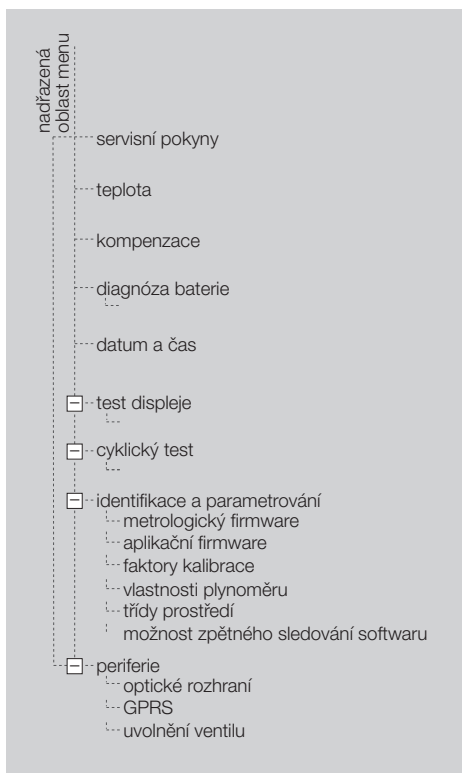 nadřazená
oblast menu
servisní pokyny
teplota
kompenzace
diagnóza baterie
datum a čas
test displeje
cyklický test
identifikace a parametrování
metrologický firmware
aplikační firmware
faktory kalibrace
vlastnosti plynoměru
třídy prostředí
možnost zpětného sledování softwaru
periferie
optické rozhraní
GPRS
uvolnění ventilu